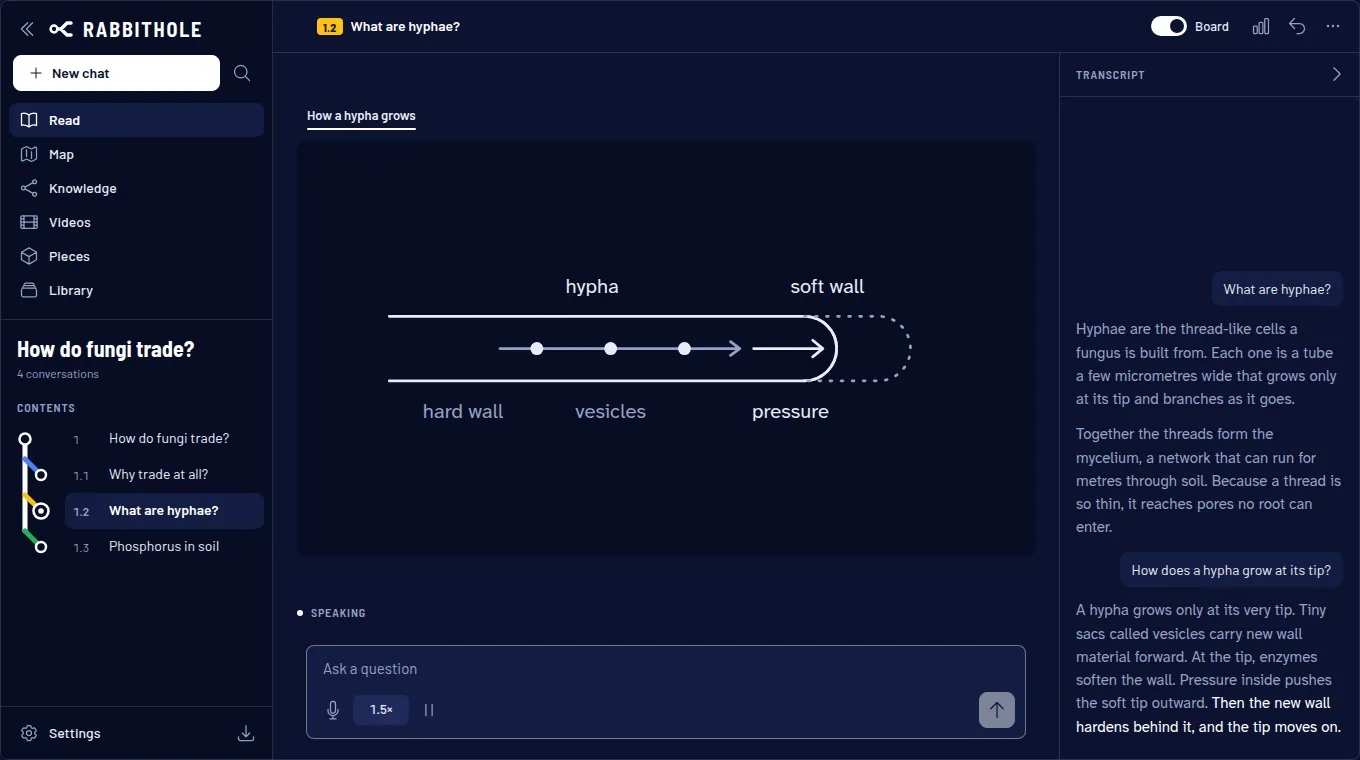 RABBITHOLE
New chat
Read
Map
Knowledge
Videos
Pieces
Library
How do fungi trade?
4 conversations
CONTENTS
1 How do fungi trade?
1.1 Why trade at all?
1.2 What are hyphae?
1.3 Phosphorus in soil
Settings
1.2 What are hyphae?
Board
How a hypha grows
hypha
soft wall
hard wall
vesicles
pressure
SPEAKING
Ask a question
1.5×
TRANSCRIPT
What are hyphae?
Hyphae are the thread-like cells a
fungus is built from. Each one is a tube
a few micrometres wide that grows only
at its tip and branches as it goes.
Together the threads form the
mycelium, a network that can run for
metres through soil. Because a thread is
so thin, it reaches pores no root can
enter.
How does a hypha grow at its tip?
A hypha grows only at its very tip. Tiny
sacs called vesicles carry new wall
material forward. At the tip, enzymes
soften the wall. Pressure inside pushes
the soft tip outward. Then the new wall
hardens behind it, and the tip moves on.